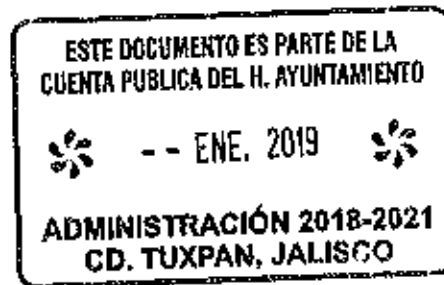 ESTE DOCUMENTO ES PARTE DE LA
CUENTA PUBLICA DEL H. AYUNTAMIENTO
-- ENE. 2019
ADMINISTRACIÓN 2018-2021
CD. TUXPAN, JALISCO